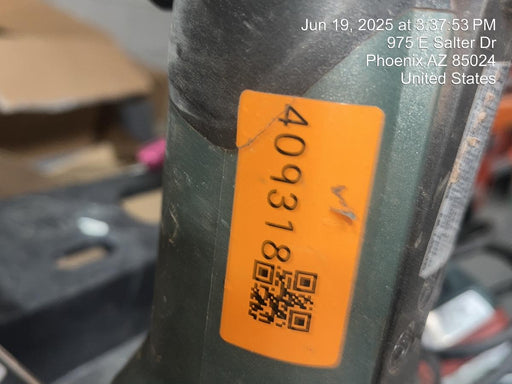 Jun 19, 2025 at 3:37:53 PM
975 E Salter Dr
Phoenix,AZ 85024
United States
409318